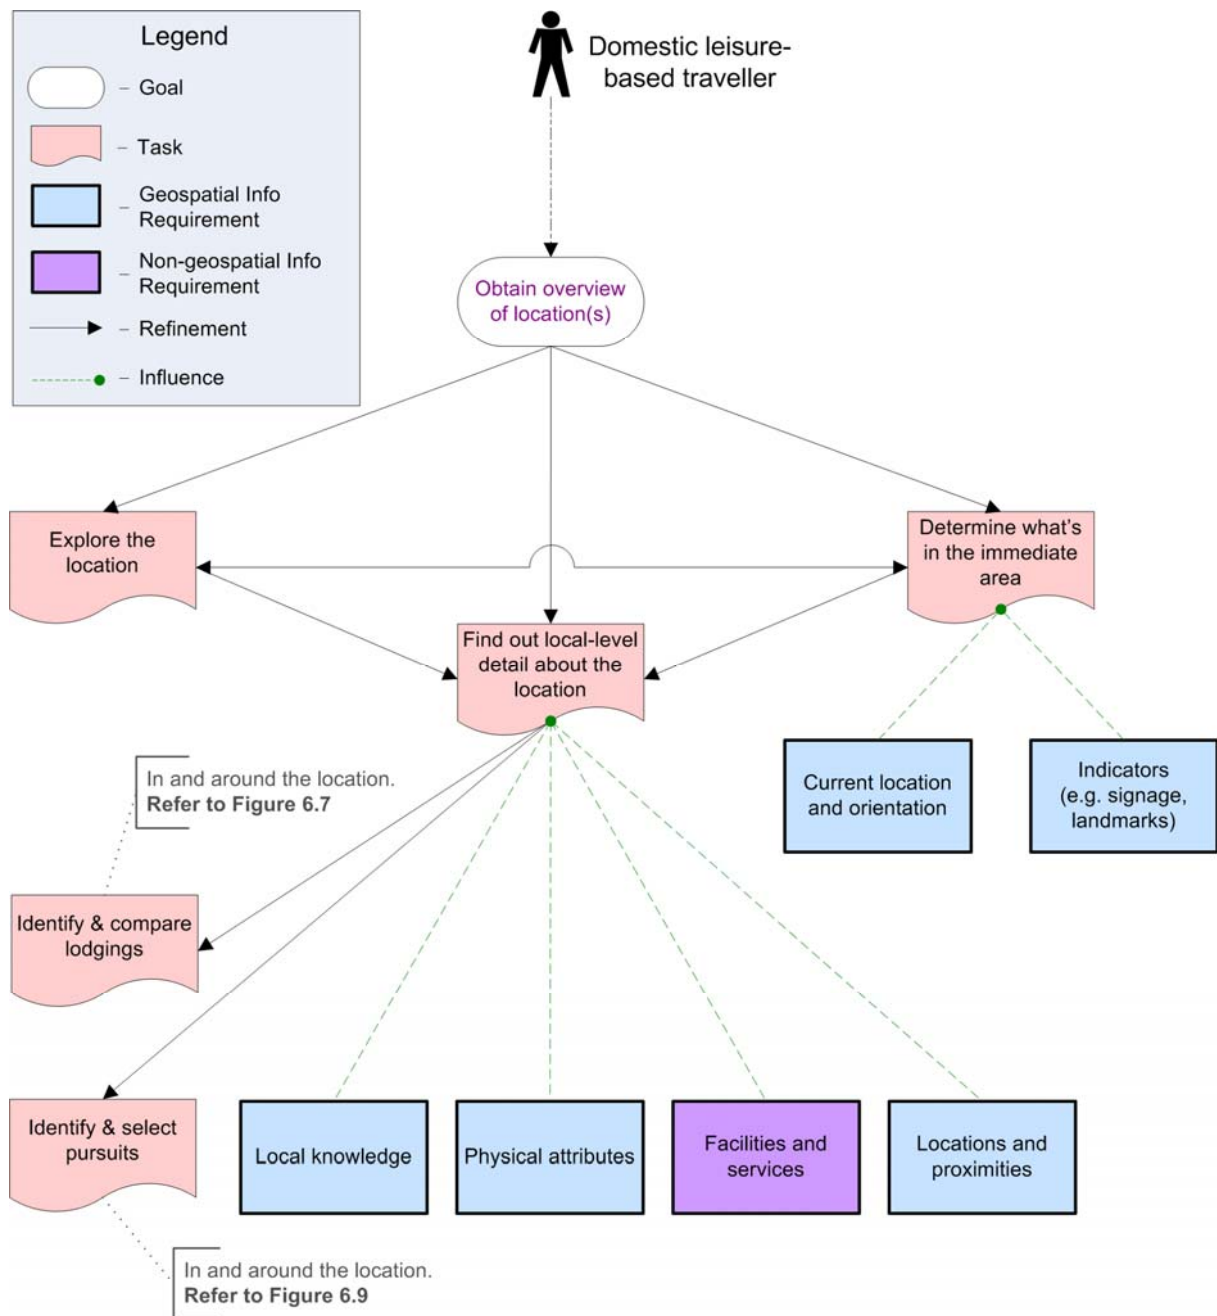 Legend
– Goal
– Task
– Geospatial Info
Requirement
– Non-geospatial Info
Requirement
– Refinement
– Influence
Domestic leisure-
based traveller
Obtain overview
of location(s)
Explore the
location
Determine what's
in the immediate
area
Find out local-level
detail about the
location
Current location
and orientation
Indicators
(e.g. signage,
landmarks)
In and around the location.
Refer to Figure 6.7
Identify & compare
lodgings
Identify & select
pursuits
Local knowledge
Physical attributes
Facilities and
services
Locations and
proximities
In and around the location.
Refer to Figure 6.9